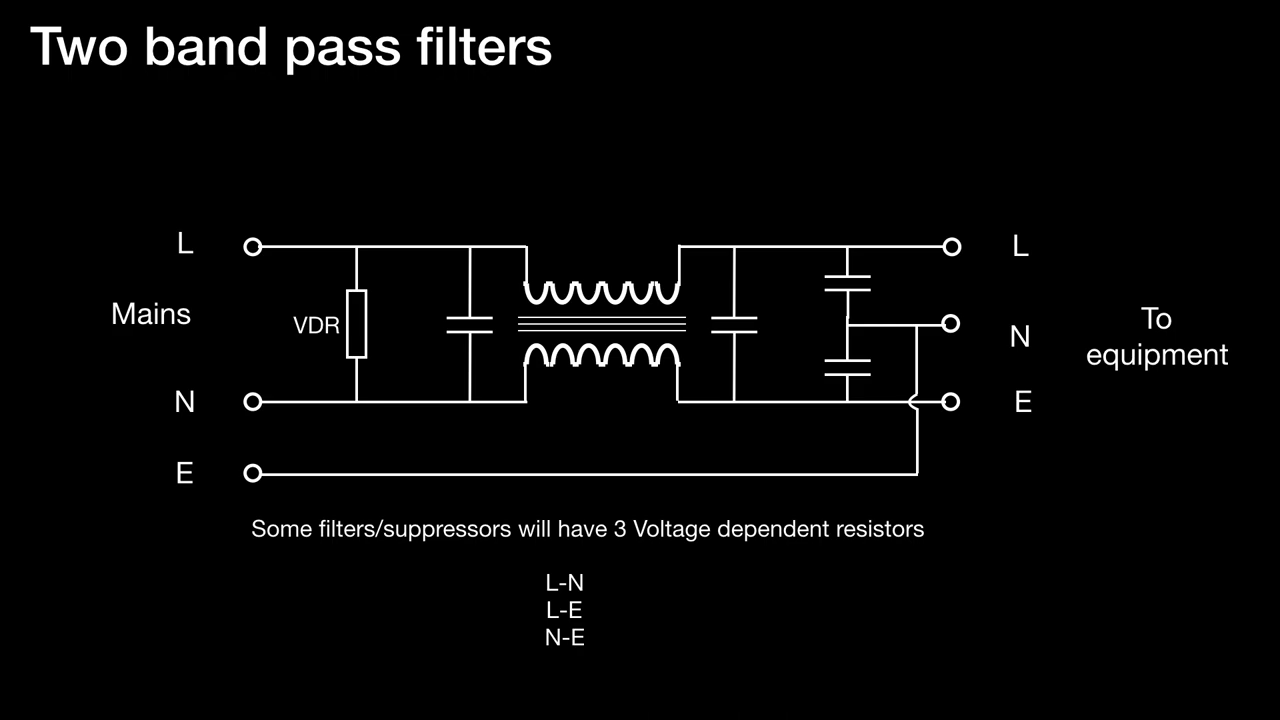 Two band pass filters
L
L
Mains
VDR
To
equipment
N
N
E
E
Some filters/suppressors will have 3 Voltage dependent resistors
L-N
L-E
N-E